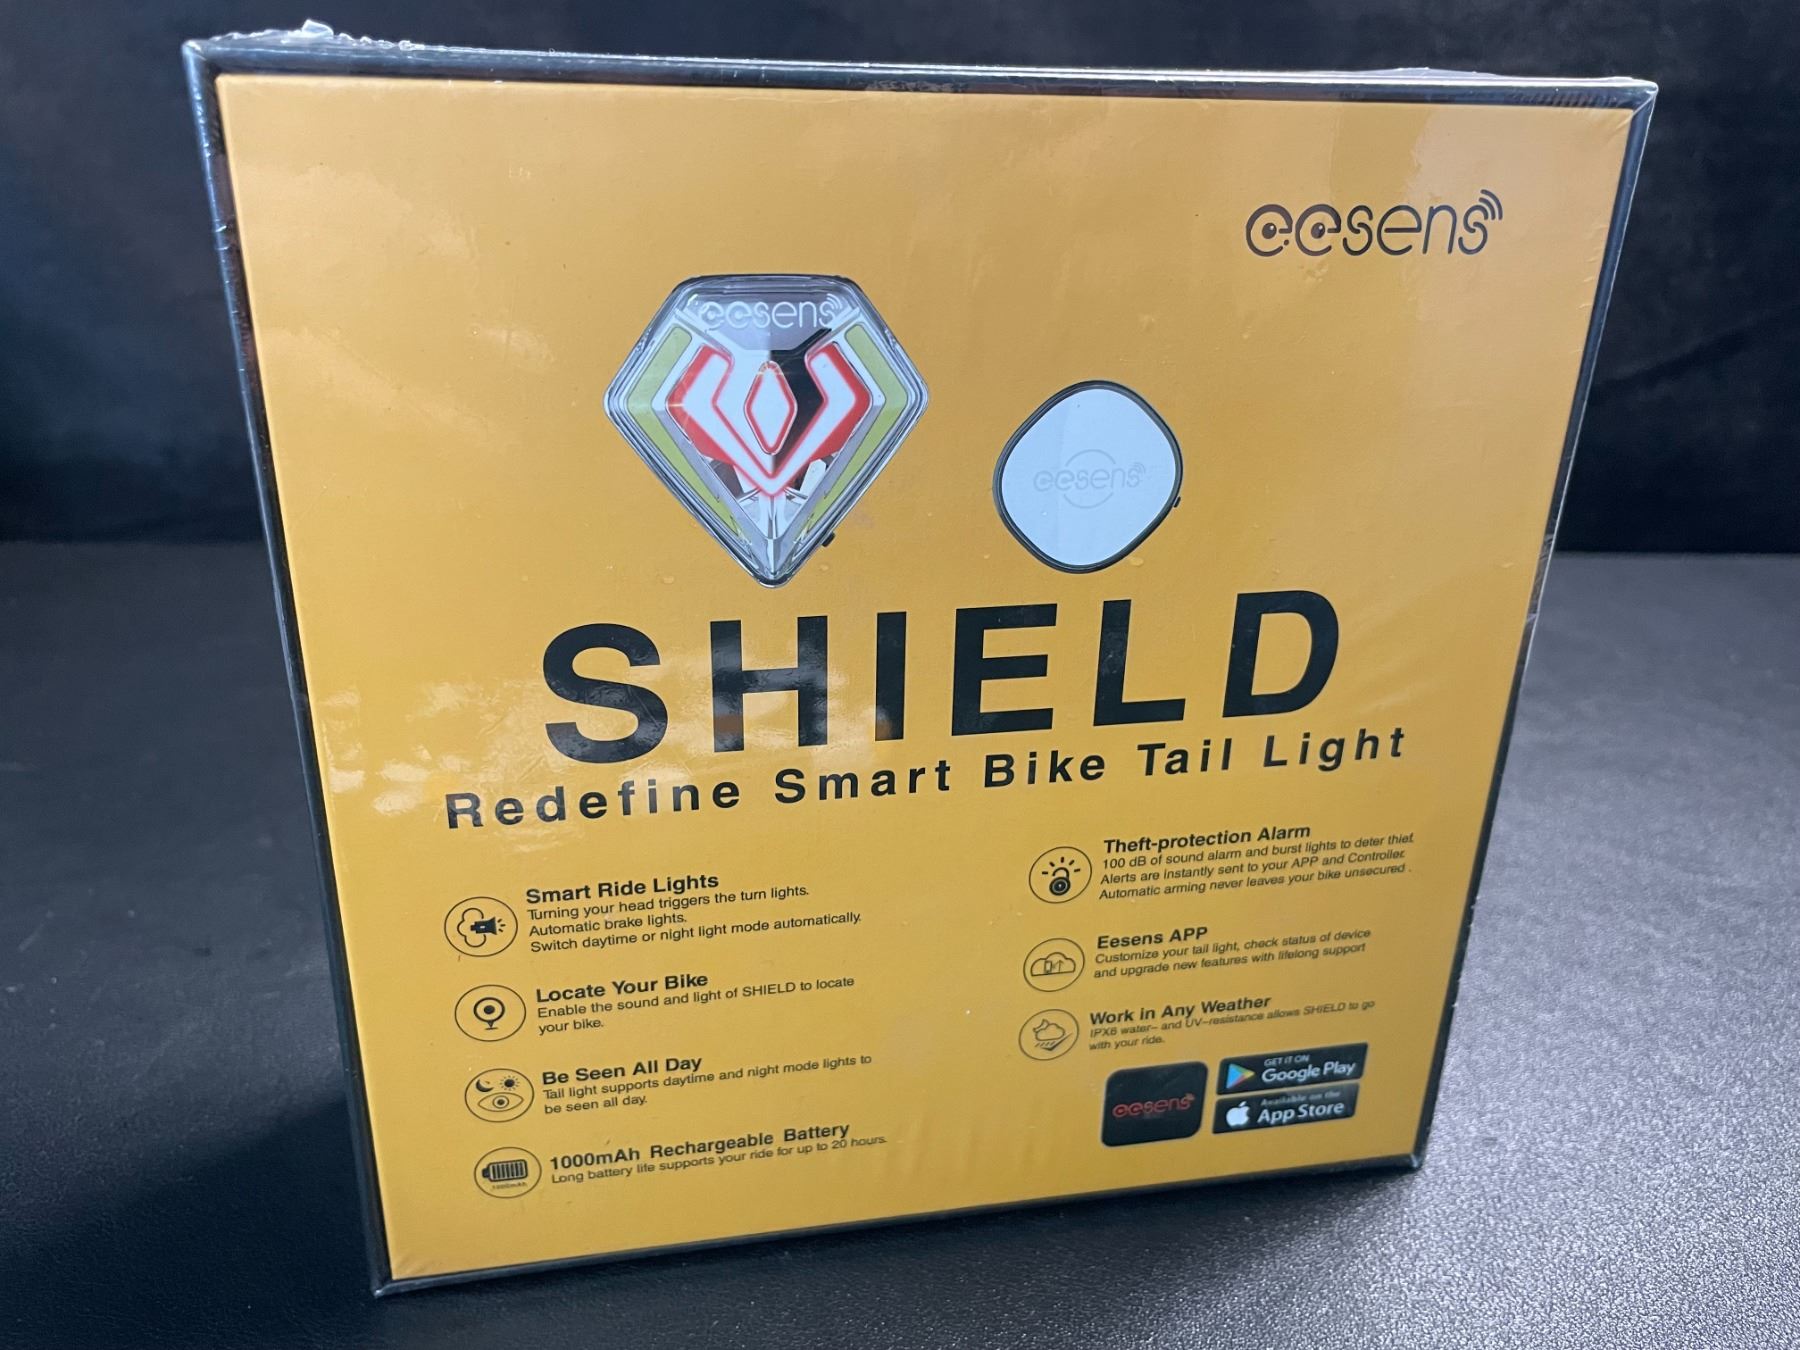 eesens
eesens
eesens
SHIELD
Redefine Smart Bike Tail Light
Smart Ride Lights
Turning your head triggers the turn lights.
Automatic brake lights.
Switch daytime or night light mode automatically.
Locate Your Bike
Enable the sound and light of SHIELD to locate
your bike.
Be Seen All Day
Tail light supports daytime and night mode lights to
be seen all day.
1000mAh
1000mAh Rechargeable Battery
Long battery life supports your ride for up to 20 hours.
Theft-protection Alarm
100 dB of sound alarm and burst lights to deter thief.
Alerts are instantly sent to your APP and Controller.
Automatic arming never leaves your bike unsecured .
Eesens APP
Customize your tail light, check status of device
and upgrade new features with lifelong support
Work in Any Weather
IPX6 water- and UV-resistance allows SHIELD to go
with your ride.
eesens
GET IT ON
Google Play
Available on the
App Store